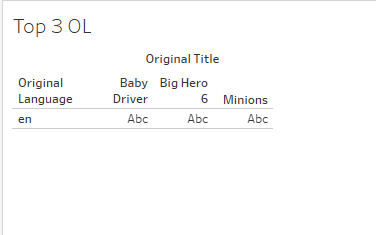 Top 3 OL
Original Title
Original Baby Big Hero
Language Driver 6 Minions
en Abc Abc Abc